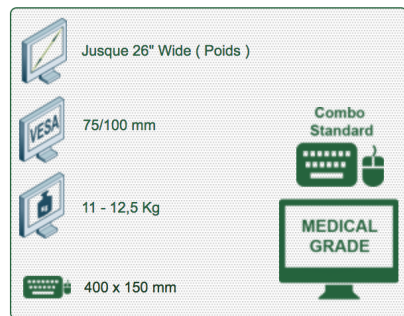 Jusque 26" Wide ( Poids )
VESA
75/100 mm
Combo
Standard
KG
11 - 12,5 Kg
MEDICAL
GRADE
400 x 150 mm